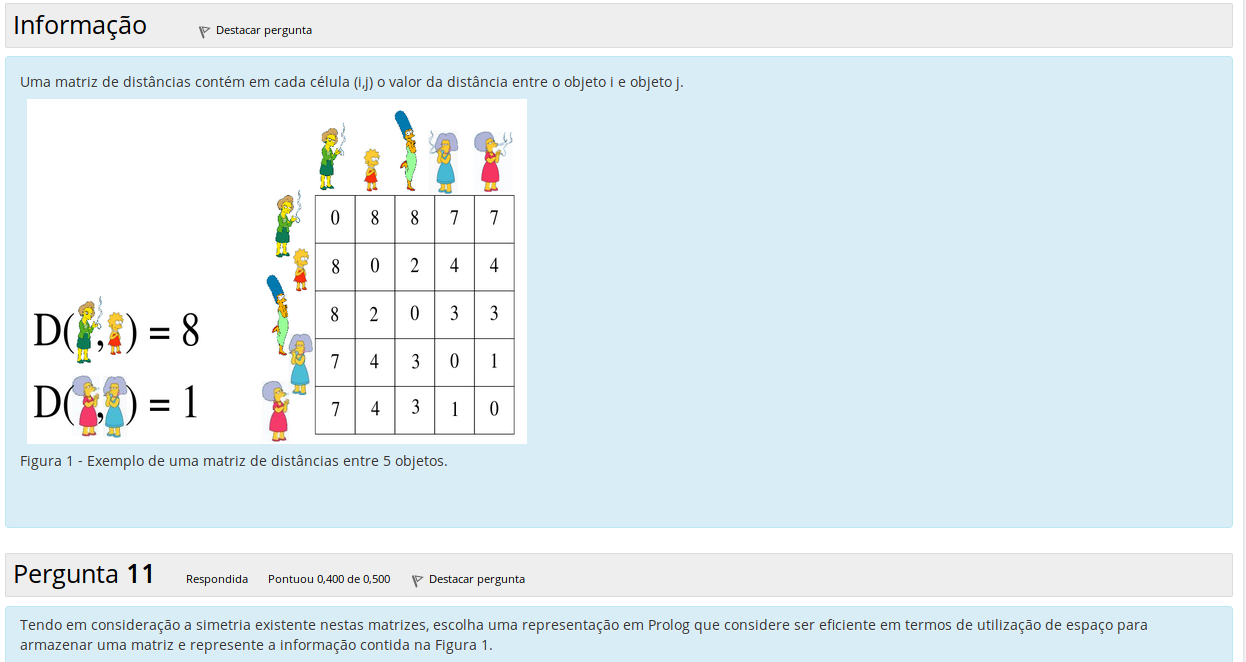 Informação Destacar pergunta
Uma matriz de distâncias contém em cada célula (i,j) o valor da distância entre o objeto i e objeto j.
0 8 8 7 7
8 0 2 4 4
8 2 0 3 3
7 4 3 0 1
7 4 3 1 0
D( , ) = 8
D( , ) = 1
Figura 1 - Exemplo de uma matriz de distâncias entre 5 objetos.
Pergunta 11 Respondida Pontuou 0,400 de 0,500 Destacar pergunta
Tendo em consideração a simetria existente nestas matrizes, escolha uma representação em Prolog que considere ser eficiente em termos de utilização de espaço para
armazenar uma matriz e represente a informação contida na Figura 1.